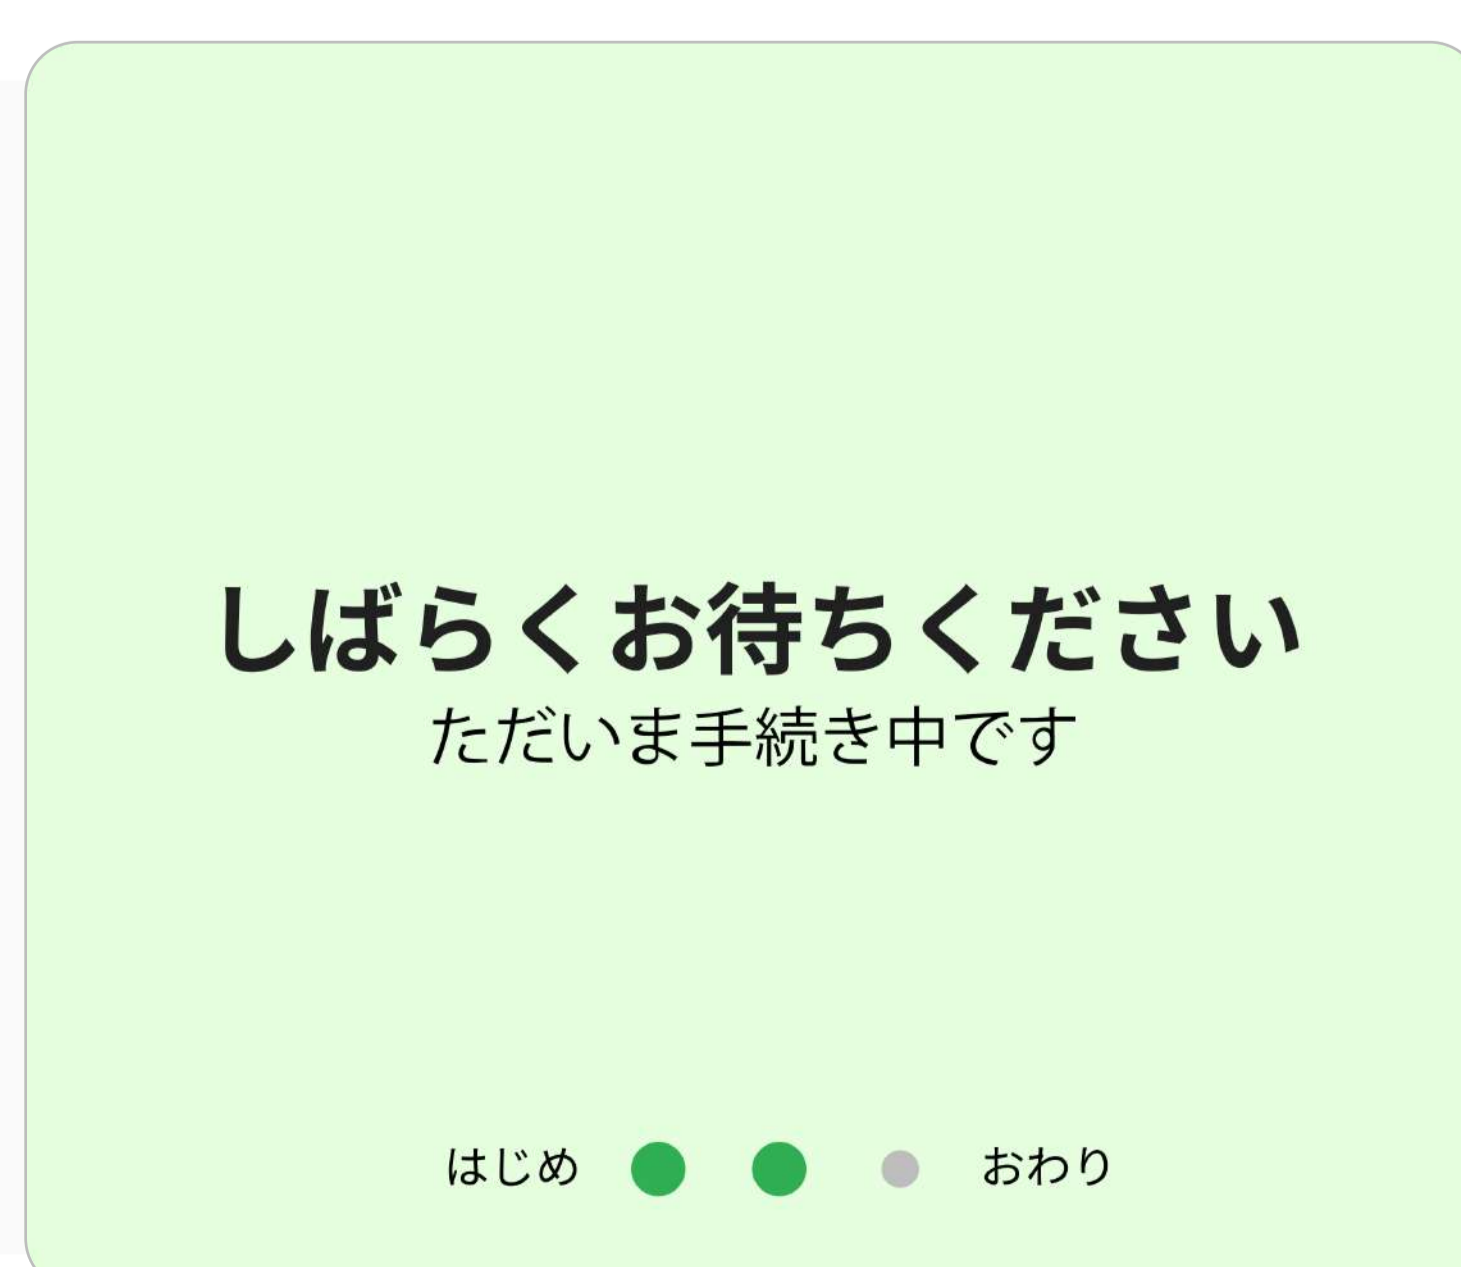 しばらくお待ちください
ただいま手続き中です
はじめ おわり